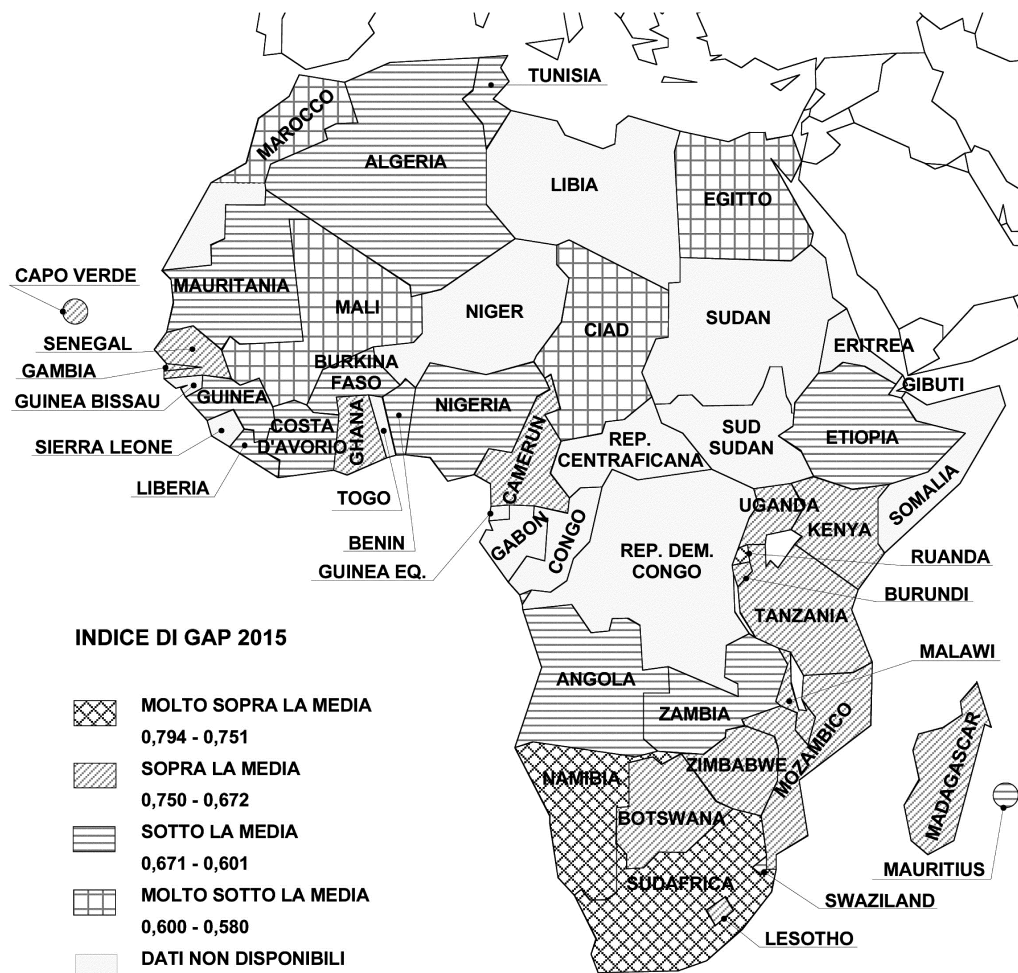 TUNISIA
MAROCCO
ALGERIA
LIBIA
EGITTO
CAPO VERDE
MAURITANIA
MALI
NIGER
CIAD
SUDAN
ERITREA
SENEGAL
GAMBIA
GUINEA BISSAU
GUINEA
BURKINA
FASO
NIGERIA
GIBUTI
SIERRA LEONE
COSTA
D'AVORIO
GHANA
CAMERUN
REP.
CENTRAFICANA
SUD
SUDAN
ETIOPIA
LIBERIA
TOGO
BENIN
GUINEA EQ.
GABON
CONGO
REP. DEM.
CONGO
UGANDA
KENYA
SOMALIA
RUANDA
BURUNDI
TANZANIA
MALAWI
ANGOLA
ZAMBIA
MOZAMBICO
ZIMBABWE
NAMIBIA
BOTSWANA
MADAGASCAR
MAURITIUS
SUDAFRICA
SWAZILAND
LESOTHO
INDICE DI GAP 2015
MOLTO SOPRA LA MEDIA
0,794 - 0,751
SOPRA LA MEDIA
0,750 - 0,672
SOTTO LA MEDIA
0,671 - 0,601
MOLTO SOTTO LA MEDIA
0,600 - 0,580
DATI NON DISPONIBILI